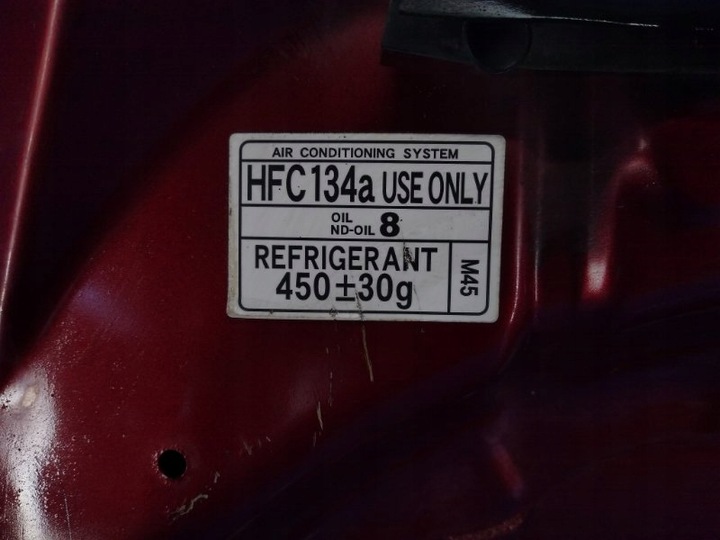 AIR CONDITIONING SYSTEM
HFC134a USE ONLY
OIL
ND-OIL 8
REFRIGERANT
450±30g
M45